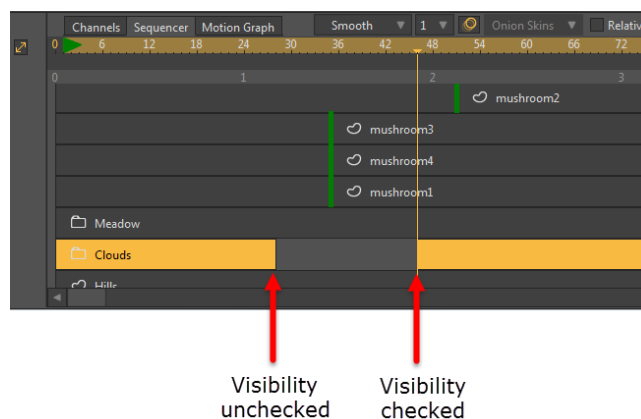 Channels Sequencer Motion Graph Smooth 1 Onion Skins Relativ
0 6 12 18 24 30 36 42 48 54 60 66 72
0 1 2 3
mushroom2
mushroom3
mushroom4
mushroom1
Meadow
Clouds
Hills
Visibility Visibility
unchecked checked